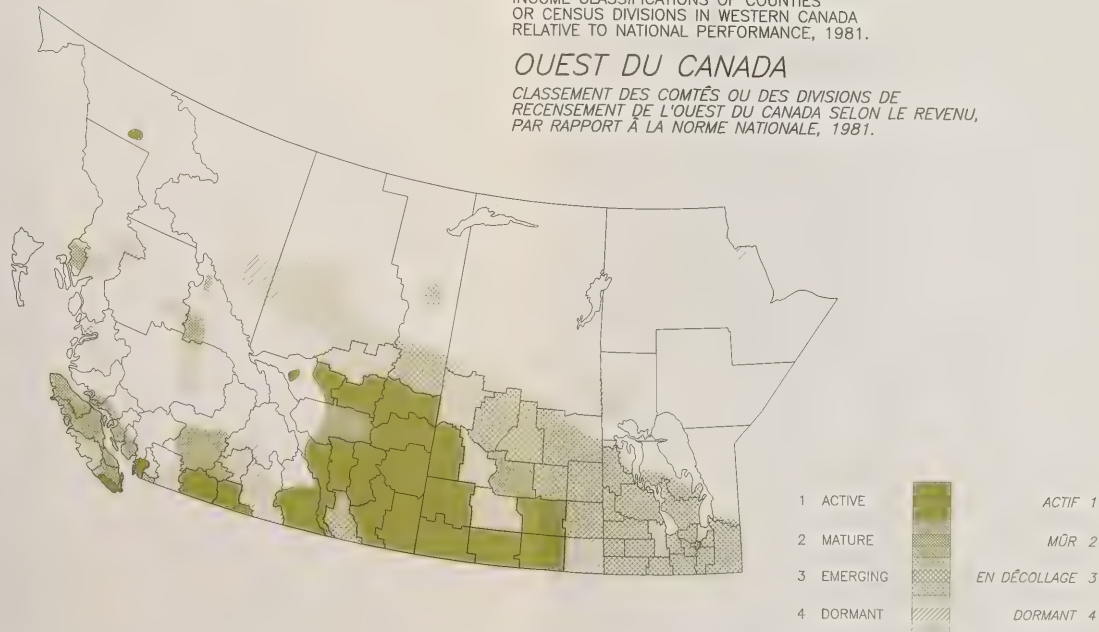 INCOME CLASSIFICATIONS OF COUNTIES
OR CENSUS DIVISIONS IN WESTERN CANADA
RELATIVE TO NATIONAL PERFORMANCE, 1981.
OUEST DU CANADA
CLASSEMENT DES COMTÉS OU DES DIVISIONS DE
RECENSEMENT DE L'OUEST DU CANADA SELON LE REVENU,
PAR RAPPORT À LA NORME NATIONALE, 1981.
1 ACTIVE ACTIF 1
2 MATURE MÛR 2
3 EMERGING EN DÉCOLLAGE 3
4 DORMANT DORMANT 4